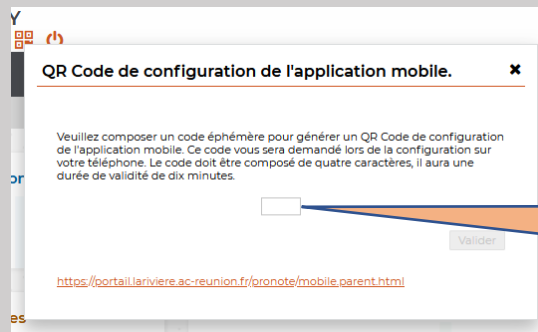 Y
QR Code de configuration de l'application mobile.
Veuillez composer un code éphémère pour générer un QR Code de configuration
de l'application mobile. Ce code vous sera demandé lors de la configuration sur
votre téléphone. Le code doit être composé de quatre caractères, il aura une
durée de validité de dix minutes.
or
Valider
https://portail.lariviere.ac-reunion.fr/pronote/mobile.parent.html
es